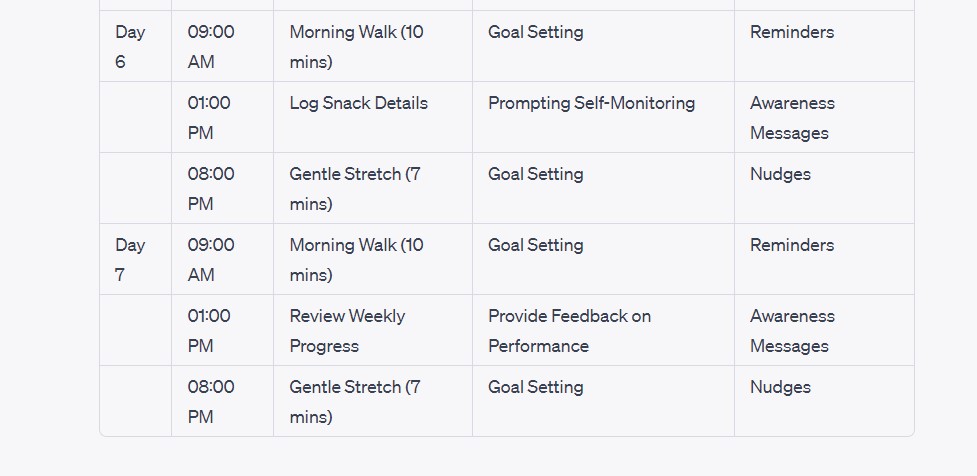 Day 09:00 Morning Walk (10 Goal Setting Reminders
6 AM mins)
01:00 Log Snack Details Prompting Self-Monitoring Awareness
PM Messages
08:00 Gentle Stretch (7 Goal Setting Nudges
PM mins)
Day 09:00 Morning Walk (10 Goal Setting Reminders
7 AM mins)
01:00 Review Weekly Provide Feedback on Awareness
PM Progress Performance Messages
08:00 Gentle Stretch (7 Goal Setting Nudges
PM mins)